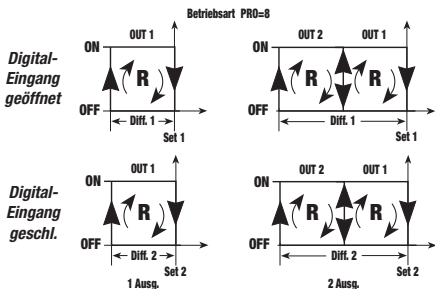 Betriebsart PRO=8
Digital-
Eingang
geöffnet
ON
OUT 1
R
OFF
Diff. 1
Set 1
ON
OUT 2
OUT 1
R
R
OFF
Diff. 1
Set 1
Digital-
Eingang
geschl.
ON
OUT 1
R
OFF
Diff. 2
Set 2
1 Ausg.
ON
OUT 2
OUT 1
R
R
OFF
Diff. 2
Set 2
2 Ausg.